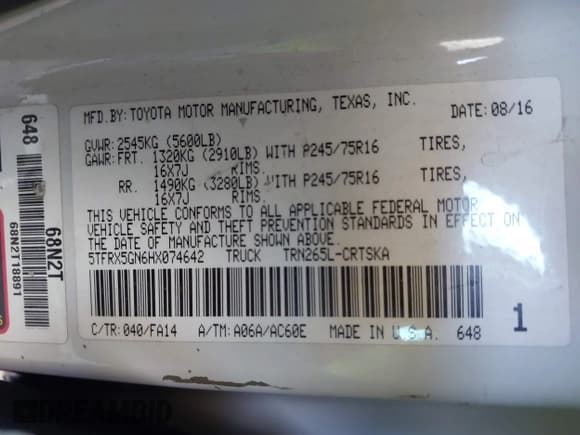 MFD.BY:TOYOTA MOTOR MANUFACTURING, TEXAS, INC. DATE:08/16
GVWR:2545KG (5600LB)
GAWR:FRT. 1320KG (2910LB) WITH P245/75R16 TIRES,
16X7J RIMS.
RR. 1490KG (3280LB) WITH P245/75R16 TIRES,
16X7J RIMS.
THIS VEHICLE CONFORMS TO ALL APPLICABLE FEDERAL MOTOR
VEHICLE SAFETY AND THEFT PREVENTION STANDARDS IN EFFECT ON
THE DATE OF MANUFACTURE SHOWN ABOVE.
5TFRX5GN6HX074642 TRUCK TRN265L-CRTSKA
C/TR:040/FA14 A/TM:A06A/AC60E MADE IN U.S.A. 648
1
648
68N2T18891
68N2T
DREAMBID